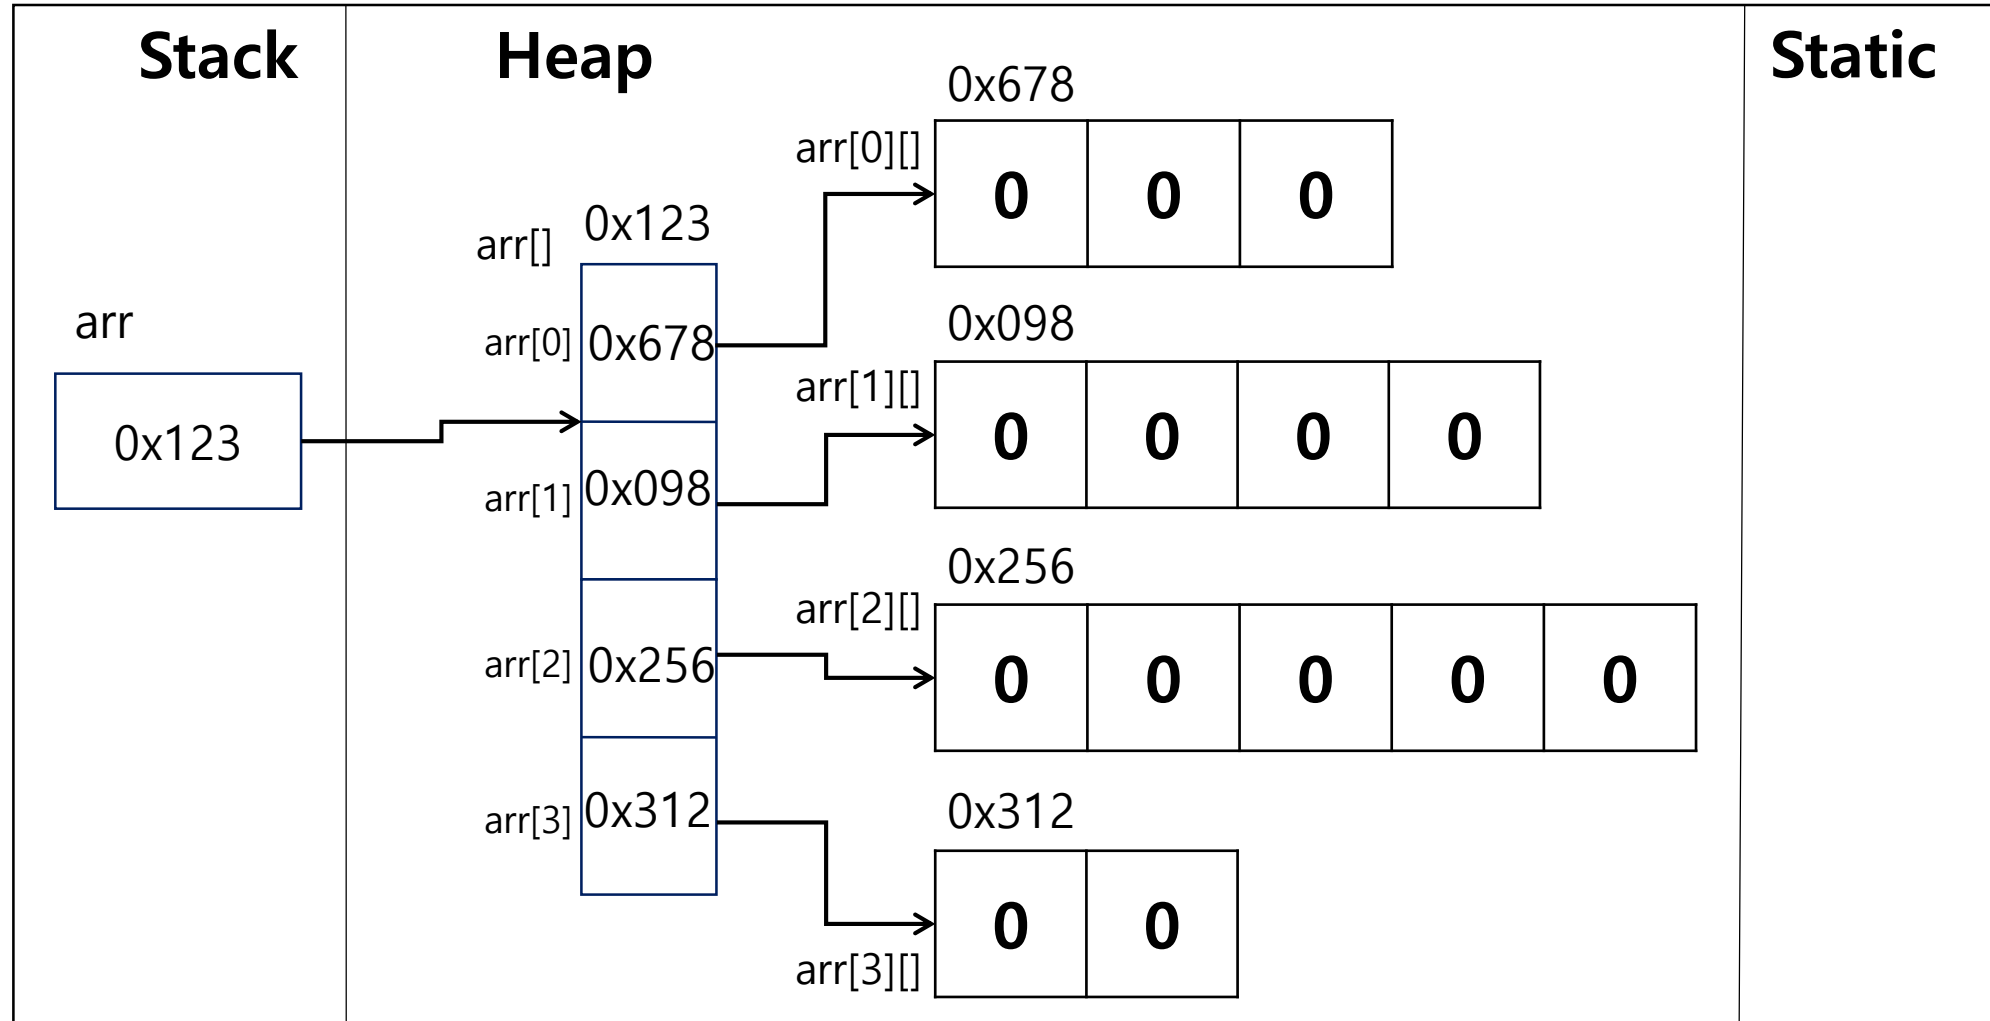 Stack
Heap
Static
arr
0x123
arr[]
0x123
arr[0]
0x678
arr[1]
0x098
arr[2]
0x256
arr[3]
0x312
0x678
arr[0][]
0 0 0
0x098
arr[1][]
0 0 0 0
0x256
arr[2][]
0 0 0 0 0
0x312
0 0
arr[3][]